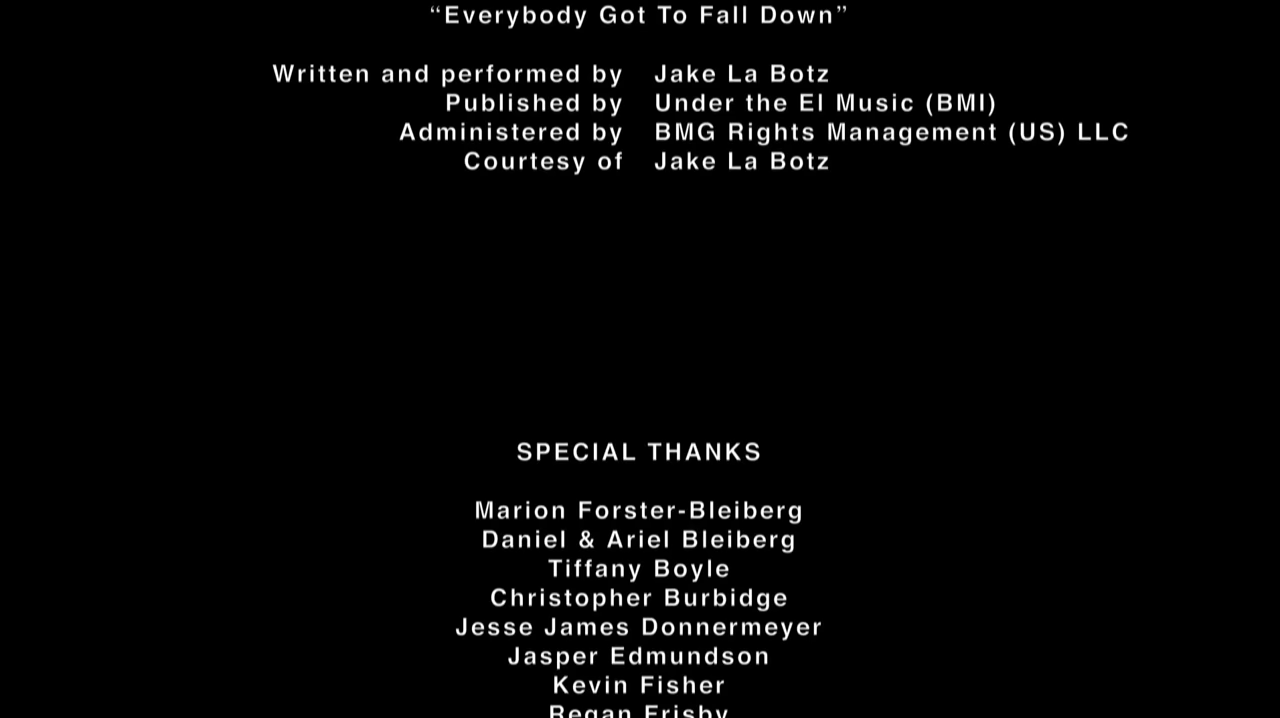 “Everybody Got To Fall Down”
Written and performed by Jake La Botz
Published by Under the El Music (BMI)
Administered by BMG Rights Management (US) LLC
Courtesy of Jake La Botz
SPECIAL THANKS
Marion Forster-Bleiberg
Daniel & Ariel Bleiberg
Tiffany Boyle
Christopher Burbidge
Jesse James Donnermeyer
Jasper Edmundson
Kevin Fisher
Regan Frisby